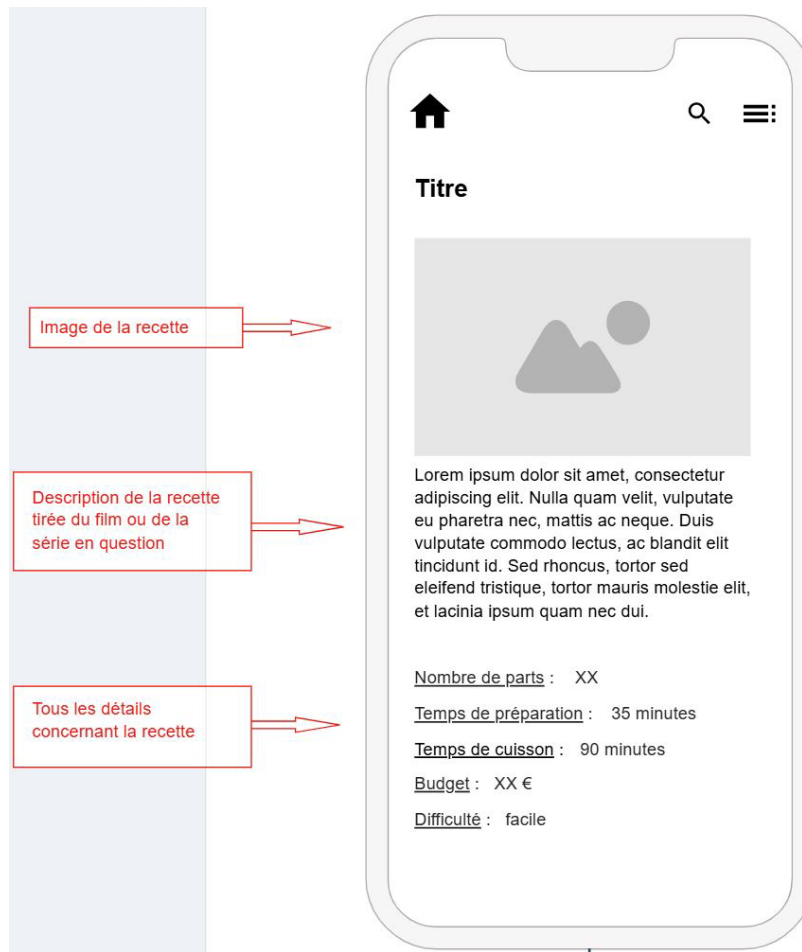 Titre
Image de la recette
Description de la recette
tirée du film ou de la
série en question
Lorem ipsum dolor sit amet, consectetur
adipiscing elit. Nulla quam velit, vulputate
eu pharetra nec, mattis ac neque. Duis
vulputate commodo lectus, ac blandit elit
tincidunt id. Sed rhoncus, tortor sed
eleifend tristique, tortor mauris molestie elit,
et lacinia ipsum quam nec dui.
Tous les détails
concernant la recette
Nombre de parts : XX
Temps de préparation : 35 minutes
Temps de cuisson : 90 minutes
Budget : XX €
Difficulté : facile